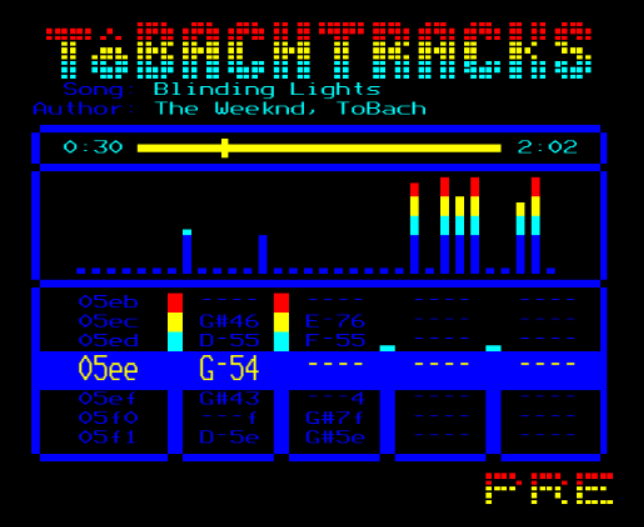 TôBACHTRACKS
Song: Blinding Lights
Author: The Weeknd, ToBach
0:30 2:02
05eb ---- ---- ---- ----
05ec G#46 E-76 ---- ----
05ed D-55 F-55 ---- ----
05ee G-54 ---- ---- ----
05ef G#43 ---4 ---- ----
05f0 ---f G#7f ---- ----
05f1 D-5e G#5e ---- ----
PRE